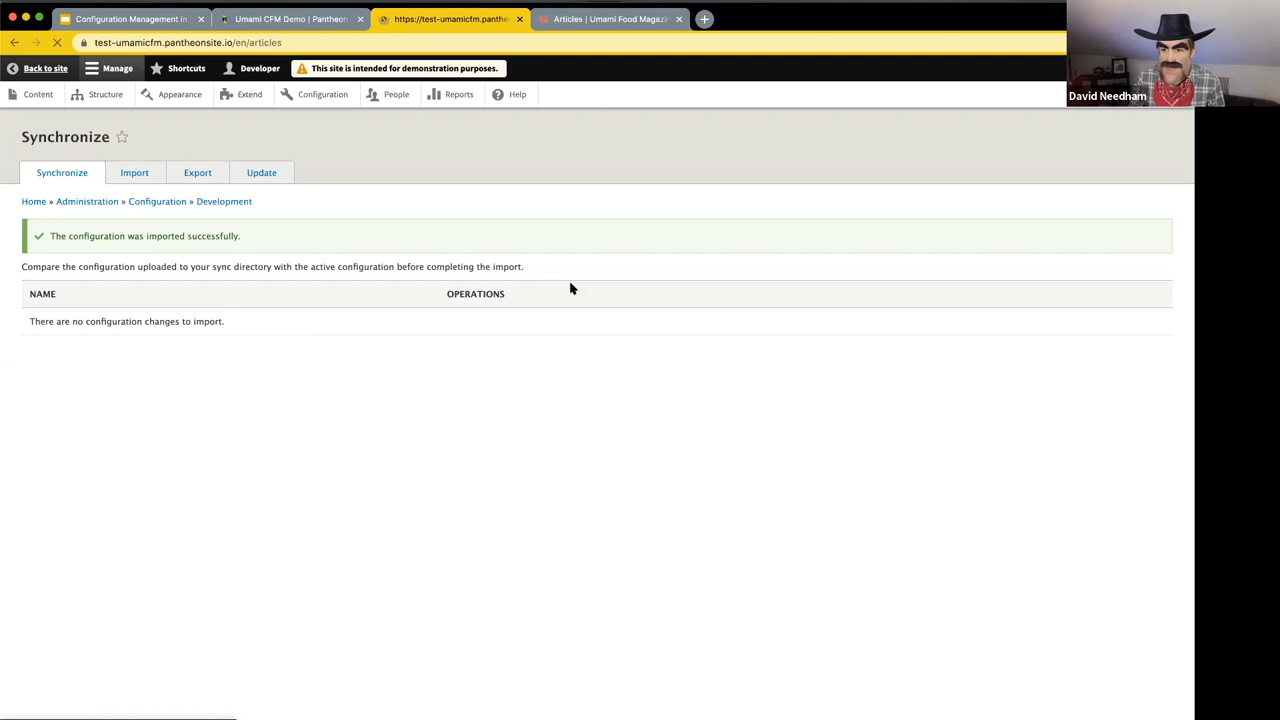 Configuration Management in
Umami CFM Demo | Pantheon
https://test-umamicfm.panthe
Articles | Umami Food Magazin
test-umamicfm.pantheonsite.io/en/articles
Back to site
Manage
Shortcuts
Developer
This site is intended for demonstration purposes.
David Needham
Content
Structure
Appearance
Extend
Configuration
People
Reports
Help
Synchronize
Synchronize
Import
Export
Update
Home » Administration » Configuration » Development
The configuration was imported successfully.
Compare the configuration uploaded to your sync directory with the active configuration before completing the import.
NAME
OPERATIONS
There are no configuration changes to import.